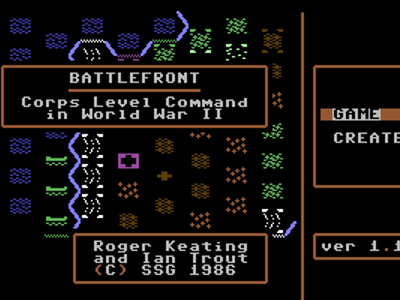 BATTLEFRONT
Corps Level Command
in World War II
GAME
CREATE
Roger Keating
and Ian Trout
(C) SSG 1986
ver 1.1